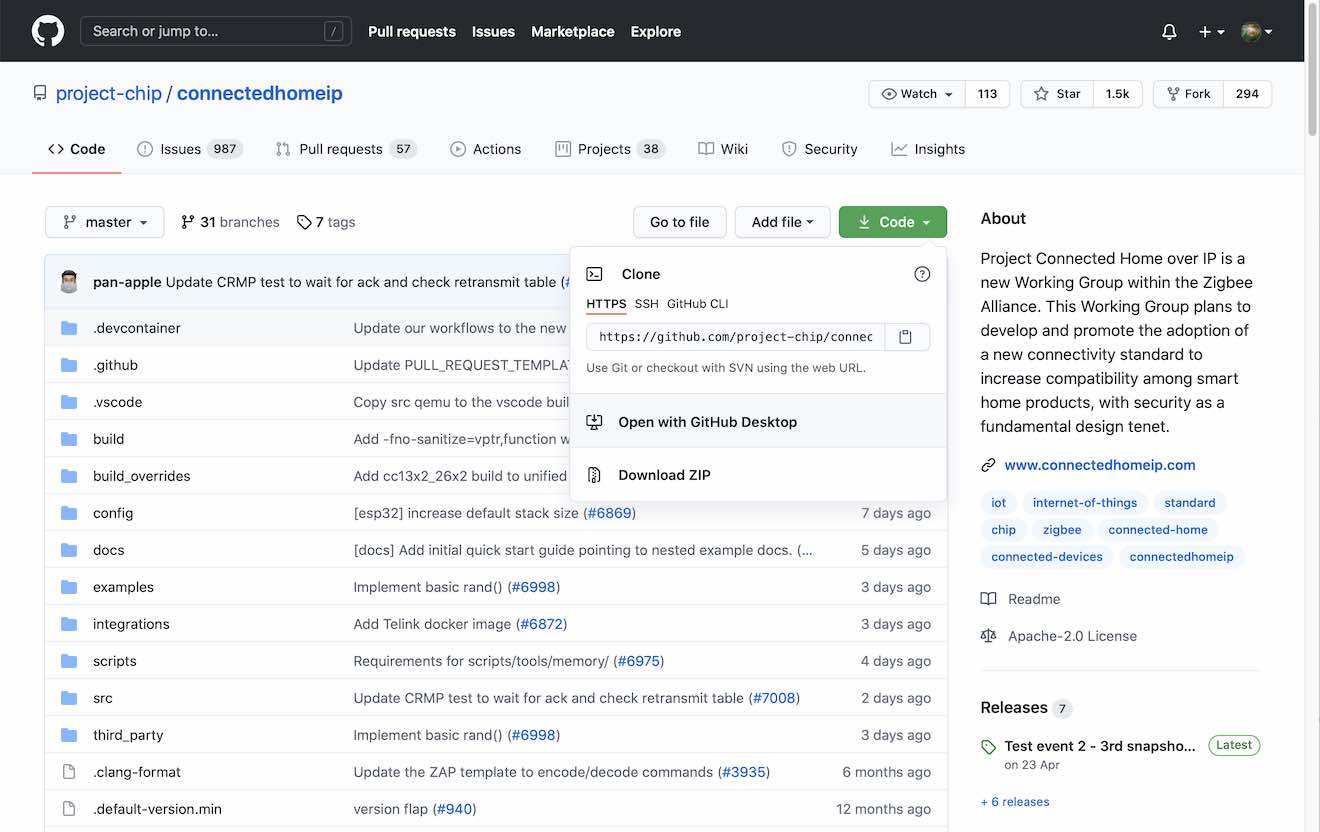 Search or jump to... /
Pull requests Issues Marketplace Explore
project-chip / connectedhomeip
Watch 113 Star 1.5k Fork 294
Code Issues 987 Pull requests 57 Actions Projects 38 Wiki Security Insights
master 31 branches 7 tags
Go to file Add file Code
pan-apple Update CRMP test to wait for ack and check retransmit table (#
.devcontainer Update our workflows to the new
.github Update PULL_REQUEST_TEMPLAT
.vscode Copy src qemu to the vscode buil
build Add -fno-sanitize=vptr,function w
build_overrides Add cc13x2_26x2 build to unified
config [esp32] increase default stack size (#6869) 7 days ago
docs [docs] Add initial quick start guide pointing to nested example docs. (... 5 days ago
examples Implement basic rand() (#6998) 3 days ago
integrations Add Telink docker image (#6872) 3 days ago
scripts Requirements for scripts/tools/memory/ (#6975) 4 days ago
src Update CRMP test to wait for ack and check retransmit table (#7008) 2 days ago
third_party Implement basic rand() (#6998) 3 days ago
.clang-format Update the ZAP template to encode/decode commands (#3935) 6 months ago
.default-version.min version flap (#940) 12 months ago
Clone ?
HTTPS SSH GitHub CLI
https://github.com/project-chip/connec
Use Git or checkout with SVN using the web URL.
Open with GitHub Desktop
Download ZIP
About
Project Connected Home over IP is a
new Working Group within the Zigbee
Alliance. This Working Group plans to
develop and promote the adoption of
a new connectivity standard to
increase compatibility among smart
home products, with security as a
fundamental design tenet.
www.connectedhomeip.com
iot internet-of-things standard
chip zigbee connected-home
connected-devices connectedhomeip
Readme
Apache-2.0 License
Releases 7
Test event 2 - 3rd snapsho... Latest
on 23 Apr
+ 6 releases